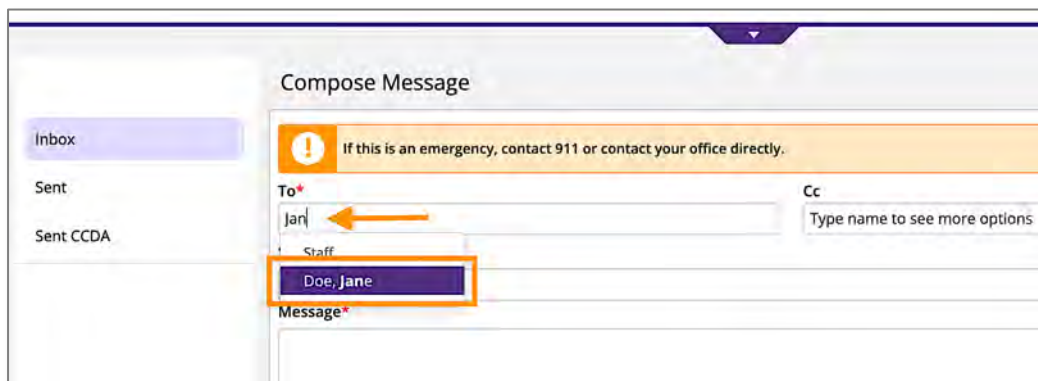 Compose Message
Inbox
Sent
Sent CCDA
If this is an emergency, contact 911 or contact your office directly.
To*
Cc
Jan
Type name to see more options
Staff
Doe, Jane
Message*